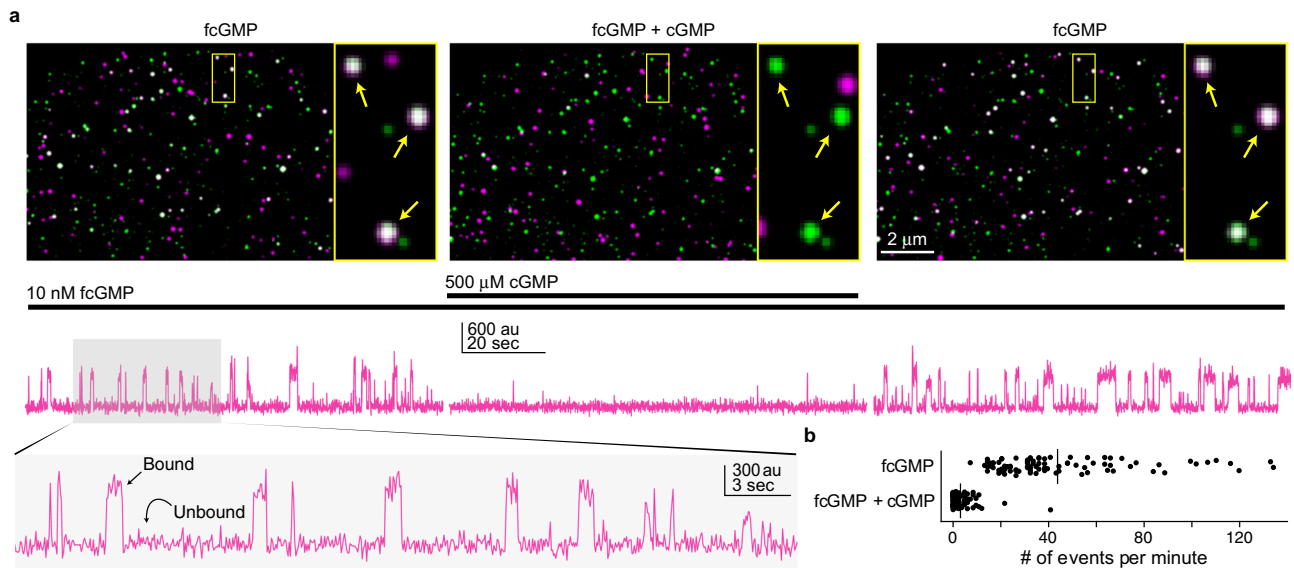 a
fcGMP
fcGMP + cGMP
fcGMP
2 μm
500 μM cGMP
10 nM fcGMP
600 au
20 sec
Bound
Unbound
300 au
3 sec
b
fcGMP
fcGMP + cGMP
0
40
80
120
# of events per minute